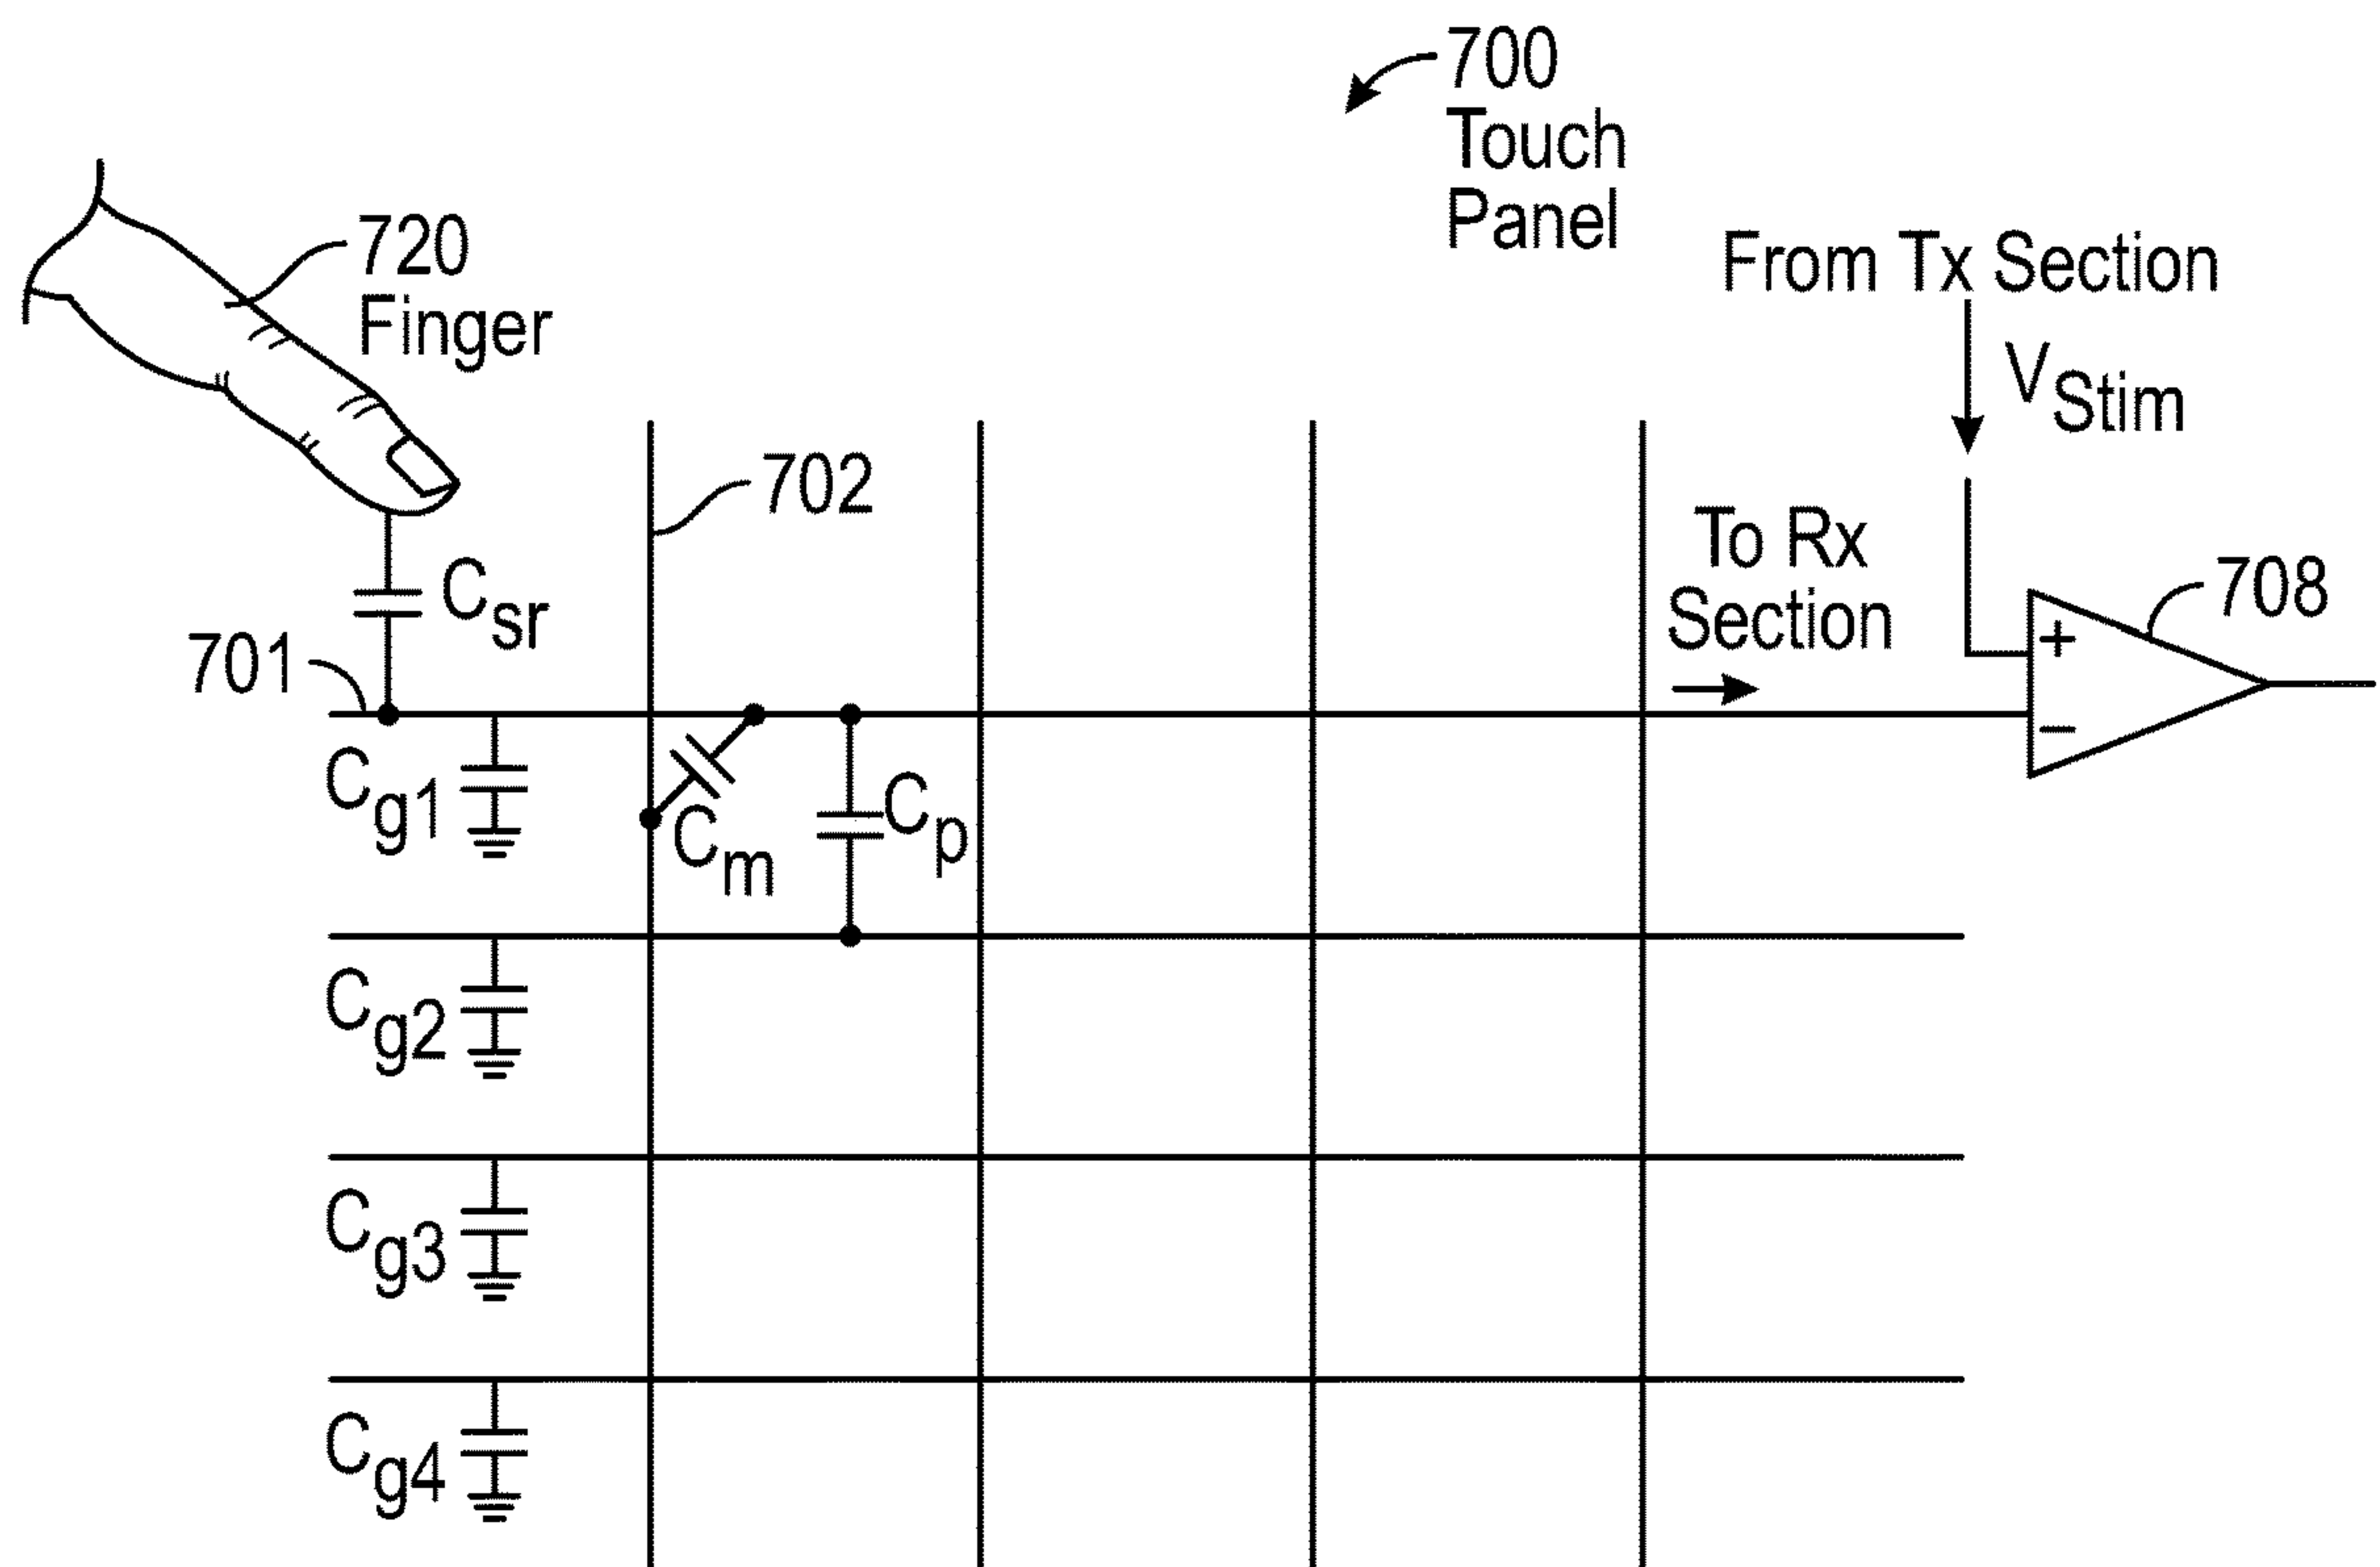 700
Touch
Panel
720
Finger
From Tx Section
VStim
702
To Rx
Section
708
Csr
701
+
−
Cg1
Cm
Cp
Cg2
Cg3
Cg4